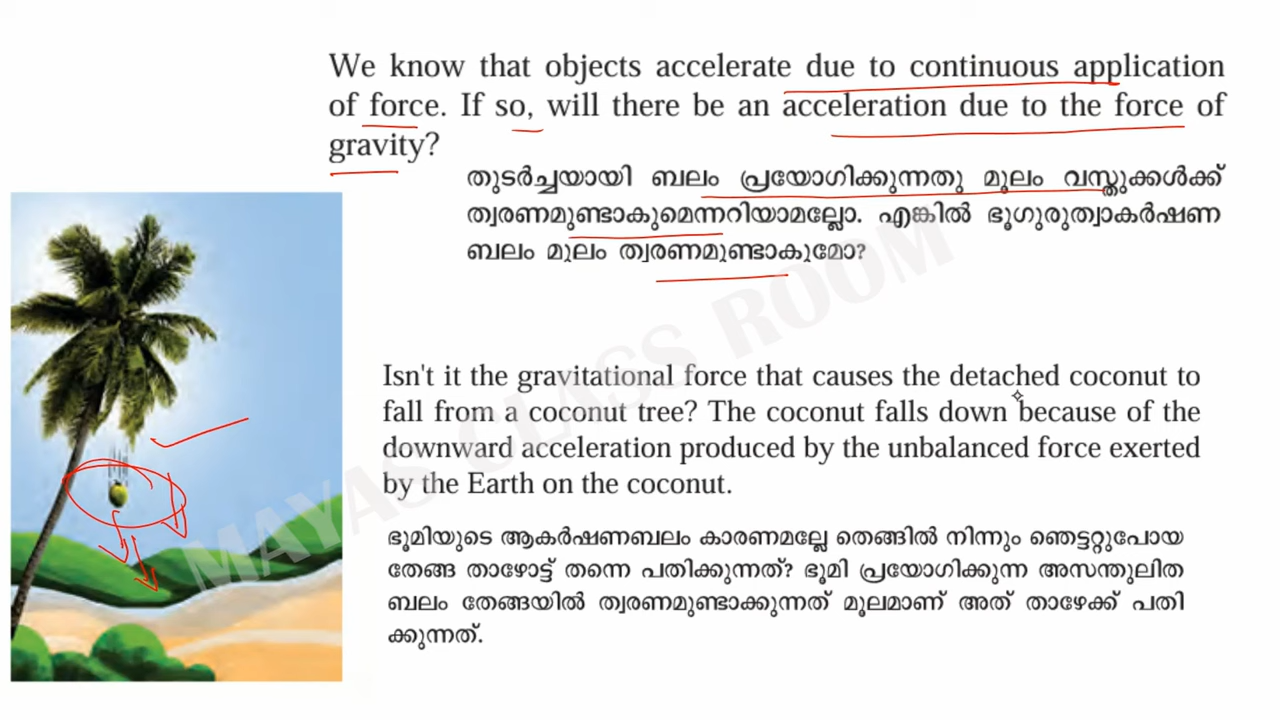 We know that objects accelerate due to continuous application
of force. If so, will there be an acceleration due to the force of
gravity?
തുടർച്ചയായി ബലം പ്രയോഗിക്കുന്നതു മൂലം വസ്തുക്കൾക്ക്
ത്വരണമുണ്ടാകുമെന്നറിയാമല്ലോ. എങ്കിൽ ഭൂഗുരുത്വാകർഷണ
ബലം മൂലം ത്വരണമുണ്ടാകുമോ?
Isn't it the gravitational force that causes the detached coconut to
fall from a coconut tree? The coconut falls down because of the
downward acceleration produced by the unbalanced force exerted
by the Earth on the coconut.
ഭൂമിയുടെ ആകർഷണബലം കാരണമല്ലേ തെങ്ങിൽ നിന്നും ഞെട്ടറ്റുപോയ
തേങ്ങ താഴോട്ട് തന്നെ പതിക്കുന്നത്? ഭൂമി പ്രയോഗിക്കുന്ന അസന്തുലിത
ബലം തേങ്ങയിൽ ത്വരണമുണ്ടാക്കുന്നത് മൂലമാണ് അത് താഴേക്ക് പതി
ക്കുന്നത്.
MAYAS CLASS ROOM